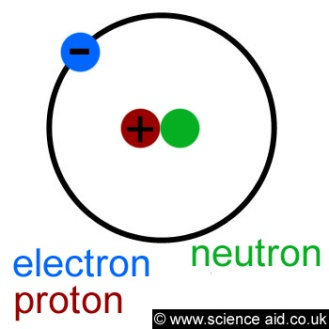 −
+
electron
neutron
proton
© www.science aid.co.uk